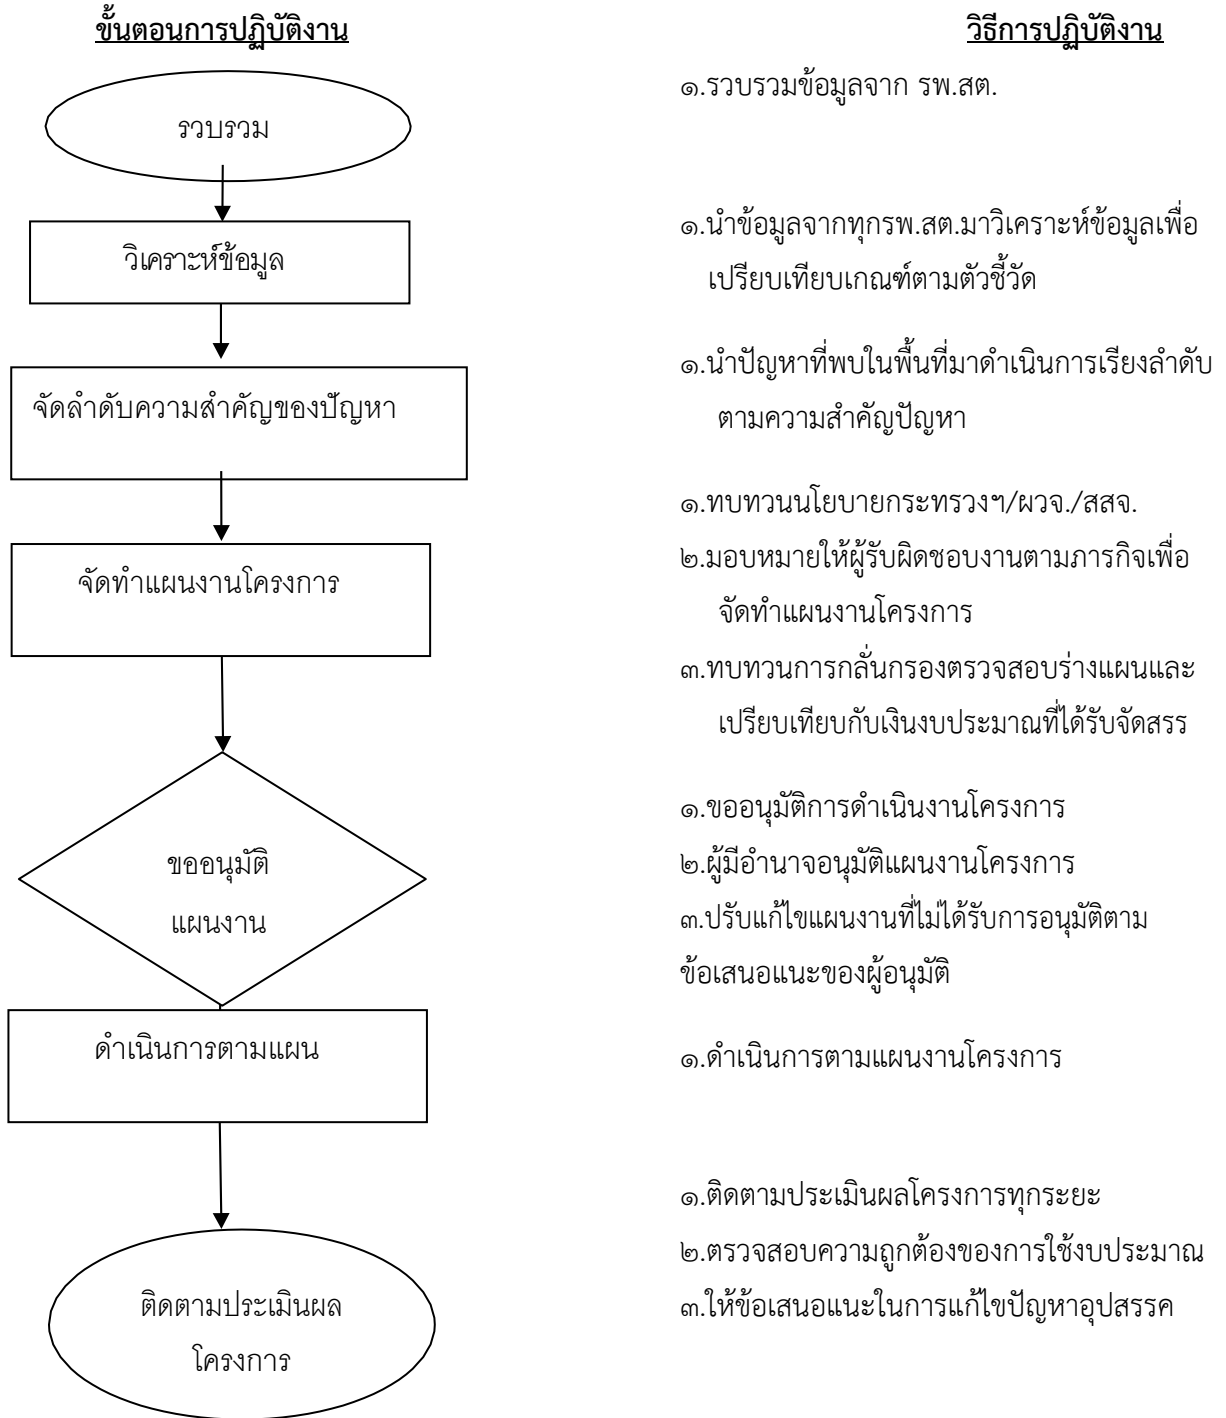 ขั้นตอนการปฏิบัติงาน
วิธีการปฏิบัติงาน
รวบรวม
๑.รวบรวมข้อมูลจาก รพ.สต.
วิเคราะห์ข้อมูล
๑.นำข้อมูลจากทุกรพ.สต.มาวิเคราะห์ข้อมูลเพื่อ
เปรียบเทียบเกณฑ์ตามตัวชี้วัด
จัดลำดับความสำคัญของปัญหา
๑.นำปัญหาที่พบในพื้นที่มาดำเนินการเรียงลำดับ
ตามความสำคัญปัญหา
จัดทำแผนงานโครงการ
๑.ทบทวนนโยบายกระทรวงฯ/ผวจ./สสจ.
๒.มอบหมายให้ผู้รับผิดชอบงานตามภารกิจเพื่อ
จัดทำแผนงานโครงการ
๓.ทบทวนการกลั่นกรองตรวจสอบร่างแผนและ
เปรียบเทียบกับเงินงบประมาณที่ได้รับจัดสรร
ขออนุมัติ
แผนงาน
๑.ขออนุมัติการดำเนินงานโครงการ
๒.ผู้มีอำนาจอนุมัติแผนงานโครงการ
๓.ปรับแก้ไขแผนงานที่ไม่ได้รับการอนุมัติตาม
ข้อเสนอแนะของผู้อนุมัติ
ดำเนินการตามแผน
๑.ดำเนินการตามแผนงานโครงการ
ติดตามประเมินผล
โครงการ
๑.ติดตามประเมินผลโครงการทุกระยะ
๒.ตรวจสอบความถูกต้องของการใช้งบประมาณ
๓.ให้ข้อเสนอแนะในการแก้ไขปัญหาอุปสรรค